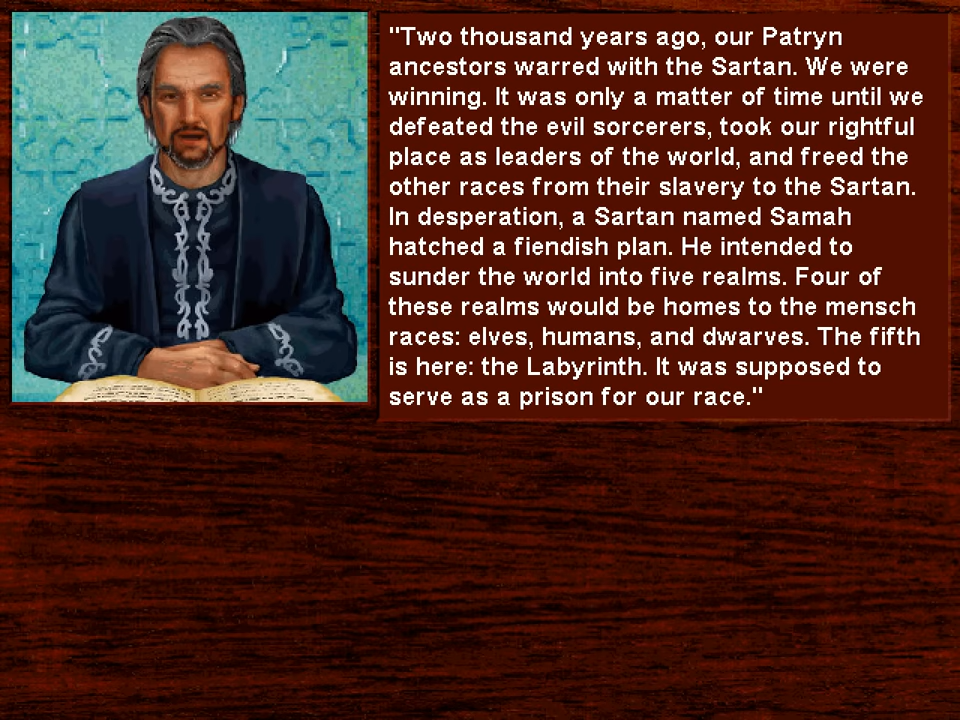 "Two thousand years ago, our Patryn
ancestors warred with the Sartan. We were
winning. It was only a matter of time until we
defeated the evil sorcerers, took our rightful
place as leaders of the world, and freed the
other races from their slavery to the Sartan.
In desperation, a Sartan named Samah
hatched a fiendish plan. He intended to
sunder the world into five realms. Four of
these realms would be homes to the mensch
races: elves, humans, and dwarves. The fifth
is here: the Labyrinth. It was supposed to
serve as a prison for our race."